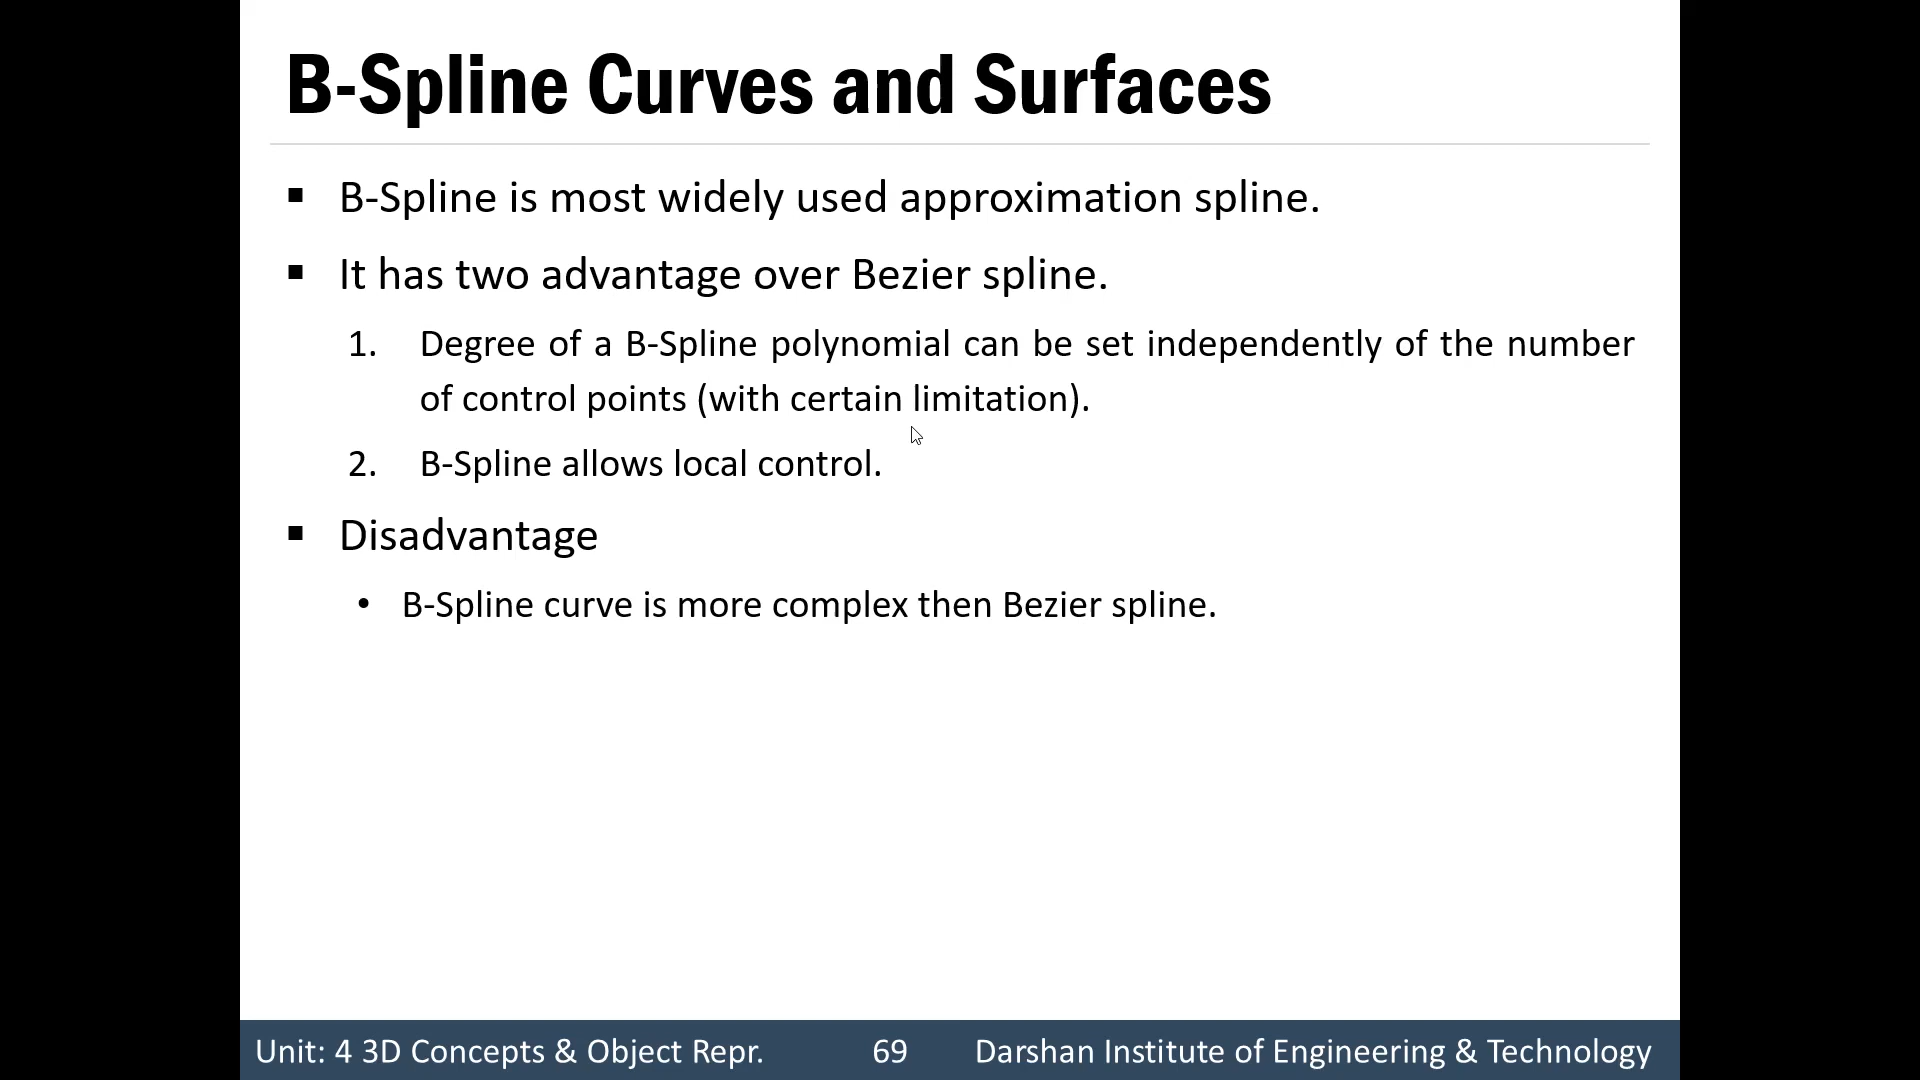 B-Spline Curves and Surfaces
▪ B-Spline is most widely used approximation spline.
▪ It has two advantage over Bezier spline.
1. Degree of a B-Spline polynomial can be set independently of the number
of control points (with certain limitation).
2. B-Spline allows local control.
▪ Disadvantage
• B-Spline curve is more complex then Bezier spline.
Unit: 4 3D Concepts & Object Repr. 69 Darshan Institute of Engineering & Technology